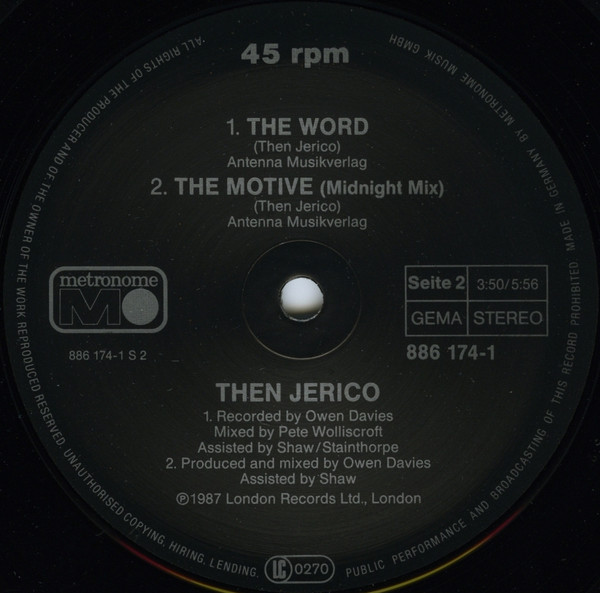 45 rpm
1. THE WORD
(Then Jerico)
Antenna Musikverlag
2. THE MOTIVE (Midnight Mix)
(Then Jerico)
Antenna Musikverlag
metronome
MO
886 174-1 S 2
Seite 2 3:50/5:56
GEMA STEREO
886 174-1
THEN JERICO
1. Recorded by Owen Davies
Mixed by Pete Wolliscroft
Assisted by Shaw/Stainthorpe
2. Produced and mixed by Owen Davies
Assisted by Shaw
℗1987 London Records Ltd., London
LC 0270
ALL RIGHTS OF THE PRODUCER AND OF THE OWNER OF THE WORK REPRODUCED RESERVED. UNAUTHORISED COPYING, HIRING, LENDING, PUBLIC PERFORMANCE AND BROADCASTING OF THIS RECORD PROHIBITED. MADE IN GERMANY BY METRONOME MUSIK GMBH